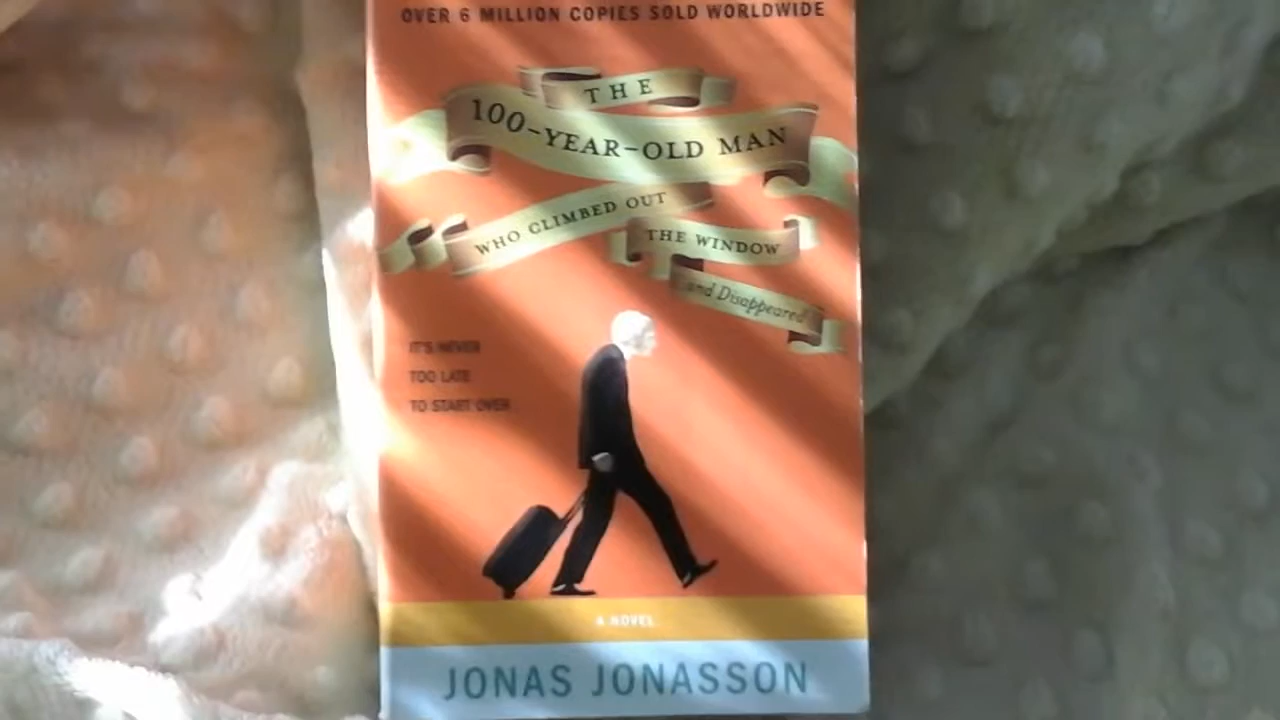 OVER 6 MILLION COPIES SOLD WORLDWIDE
THE
100-YEAR-OLD MAN
WHO CLIMBED OUT
THE WINDOW
and Disappeared
IT'S NEVER
TOO LATE
TO START OVER
A NOVEL
JONAS JONASSON